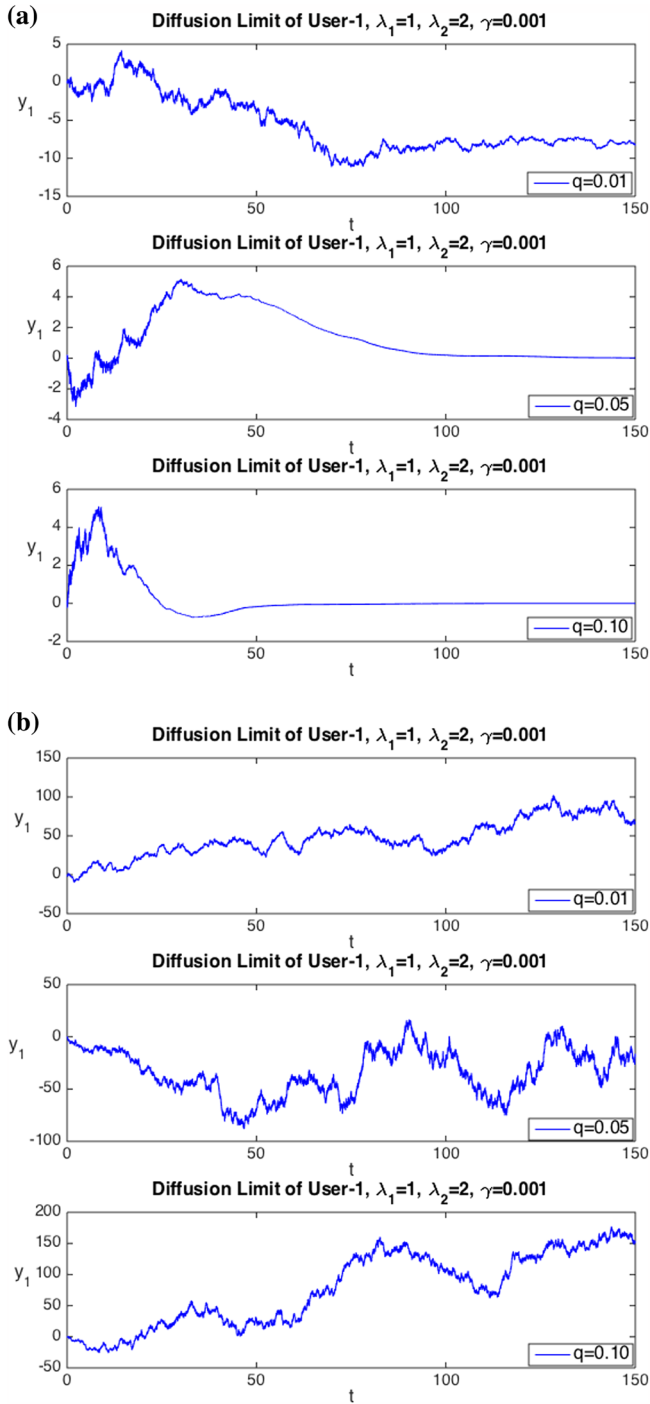 (a)
Diffusion Limit of User-1, λ₁=1, λ₂=2, γ=0.001
5
0
-5
-10
-15
y₁
0
50
100
150
t
q=0.01
Diffusion Limit of User-1, λ₁=1, λ₂=2, γ=0.001
6
4
2
0
-2
-4
y₁
0
50
100
150
t
q=0.05
Diffusion Limit of User-1, λ₁=1, λ₂=2, γ=0.001
6
4
2
0
-2
y₁
0
50
100
150
t
q=0.10
(b)
Diffusion Limit of User-1, λ₁=1, λ₂=2, γ=0.001
150
100
50
0
-50
y₁
0
50
100
150
t
q=0.01
Diffusion Limit of User-1, λ₁=1, λ₂=2, γ=0.001
50
0
-50
-100
y₁
0
50
100
150
t
q=0.05
Diffusion Limit of User-1, λ₁=1, λ₂=2, γ=0.001
200
150
100
50
0
-50
y₁
0
50
100
150
t
q=0.10